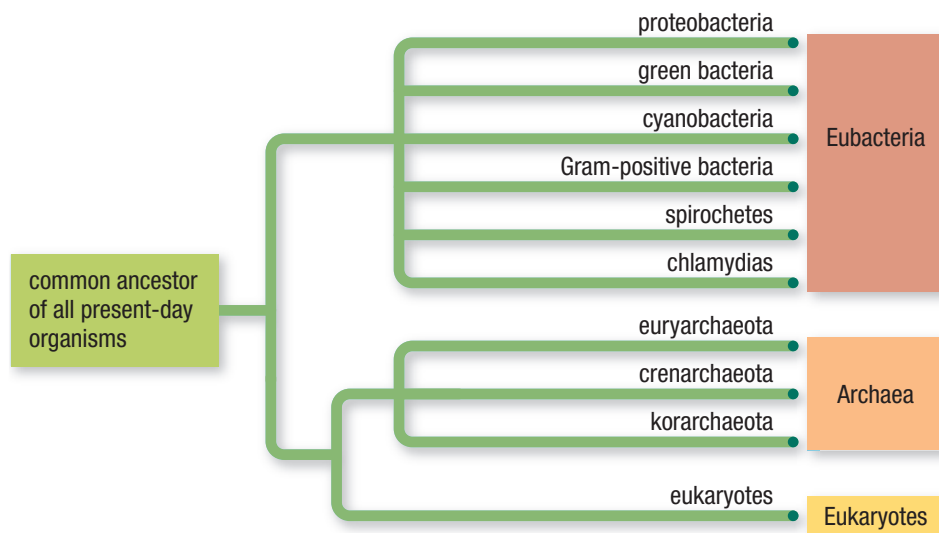 proteobacteria
green bacteria
cyanobacteria
Gram-positive bacteria
spirochetes
chlamydias
Eubacteria
common ancestor
of all present-day
organisms
euryarchaeota
crenarchaeota
korarchaeota
Archaea
eukaryotes
Eukaryotes